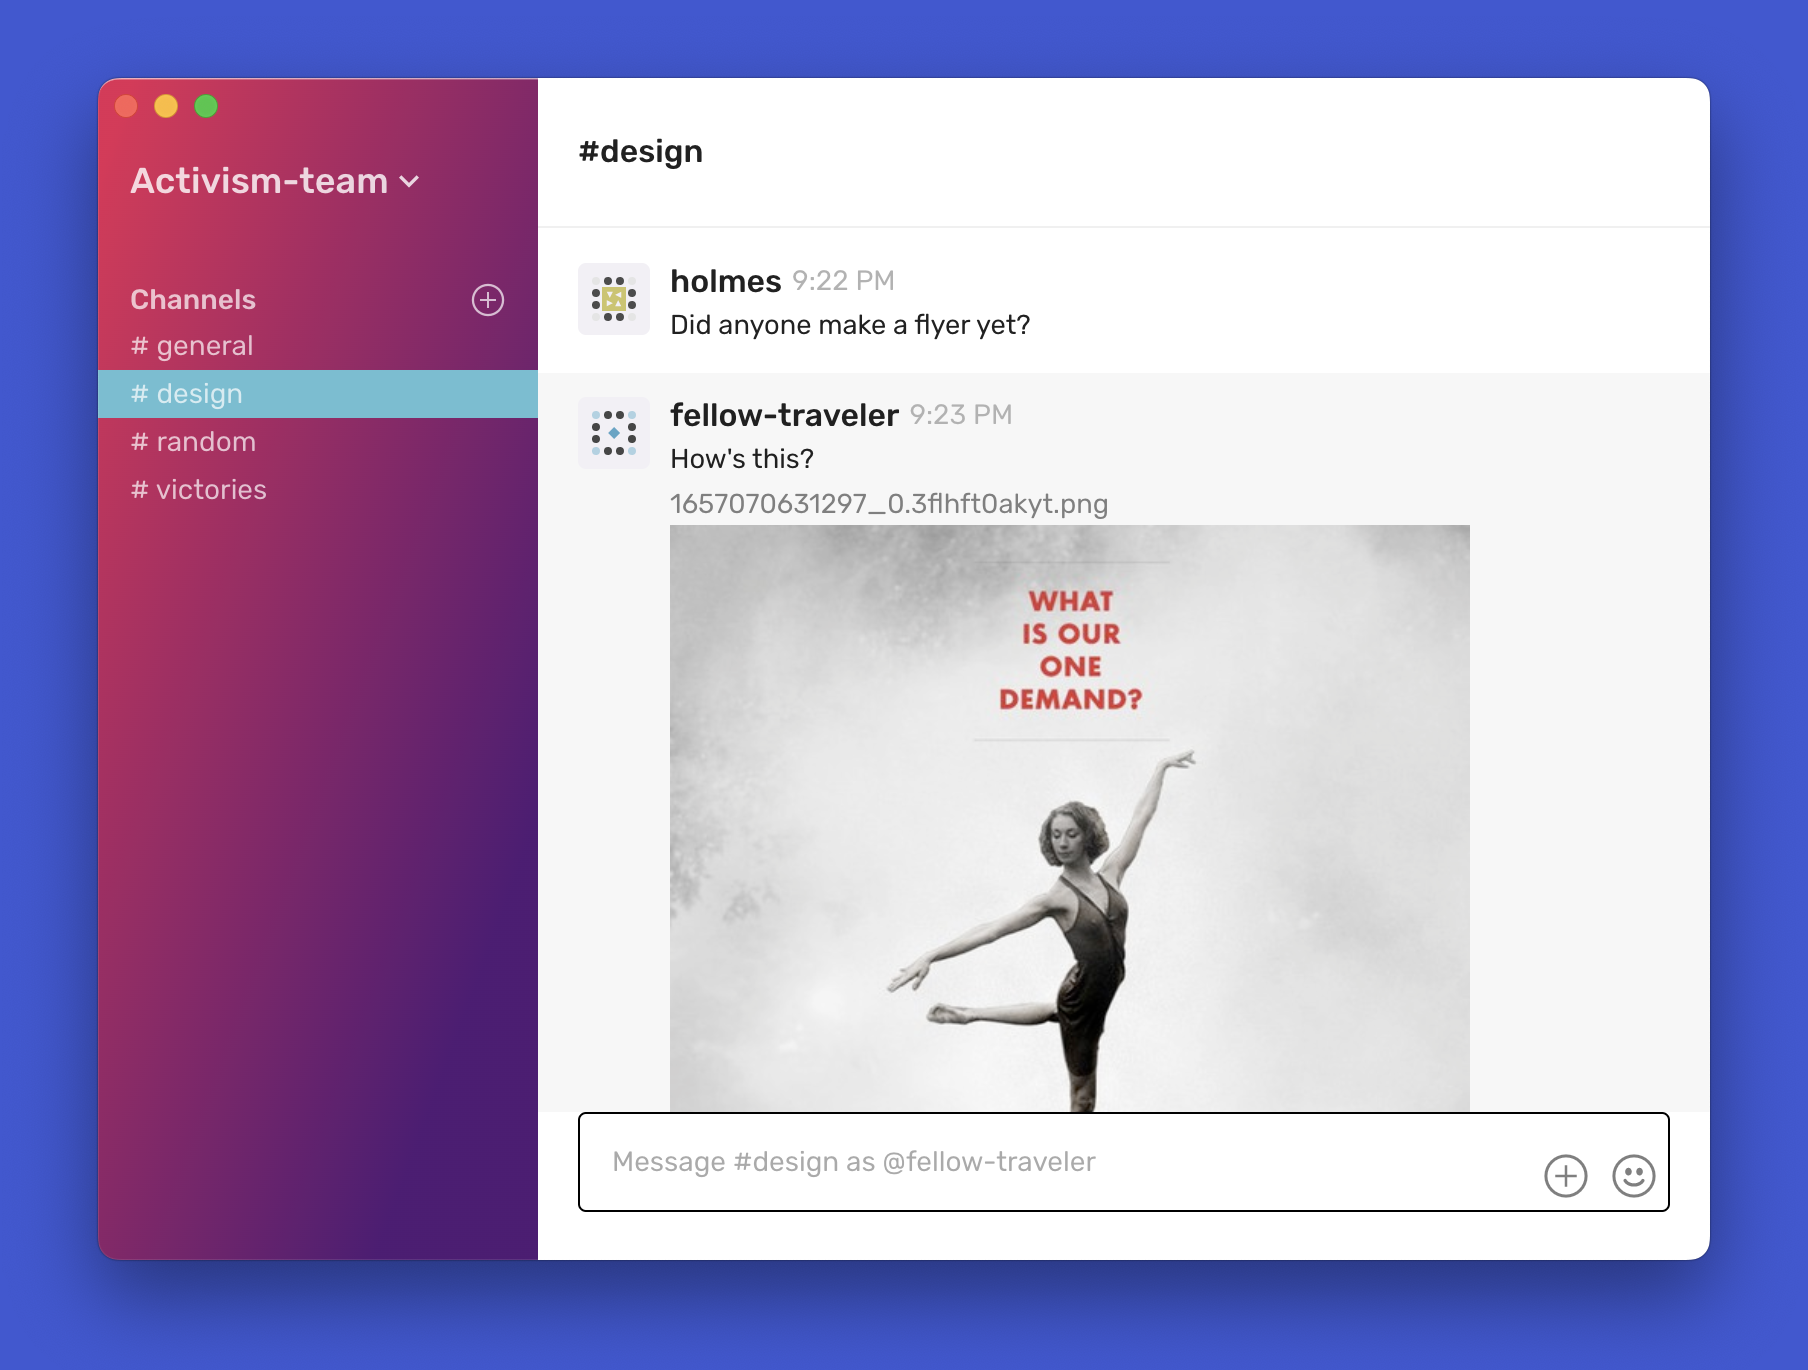 Activism-team
Channels
# general
# design
# random
# victories
#design
holmes 9:22 PM
Did anyone make a flyer yet?
fellow-traveler 9:23 PM
How's this?
1657070631297_0.3flhft0akyt.png
WHAT
IS OUR
ONE
DEMAND?
Message #design as @fellow-traveler